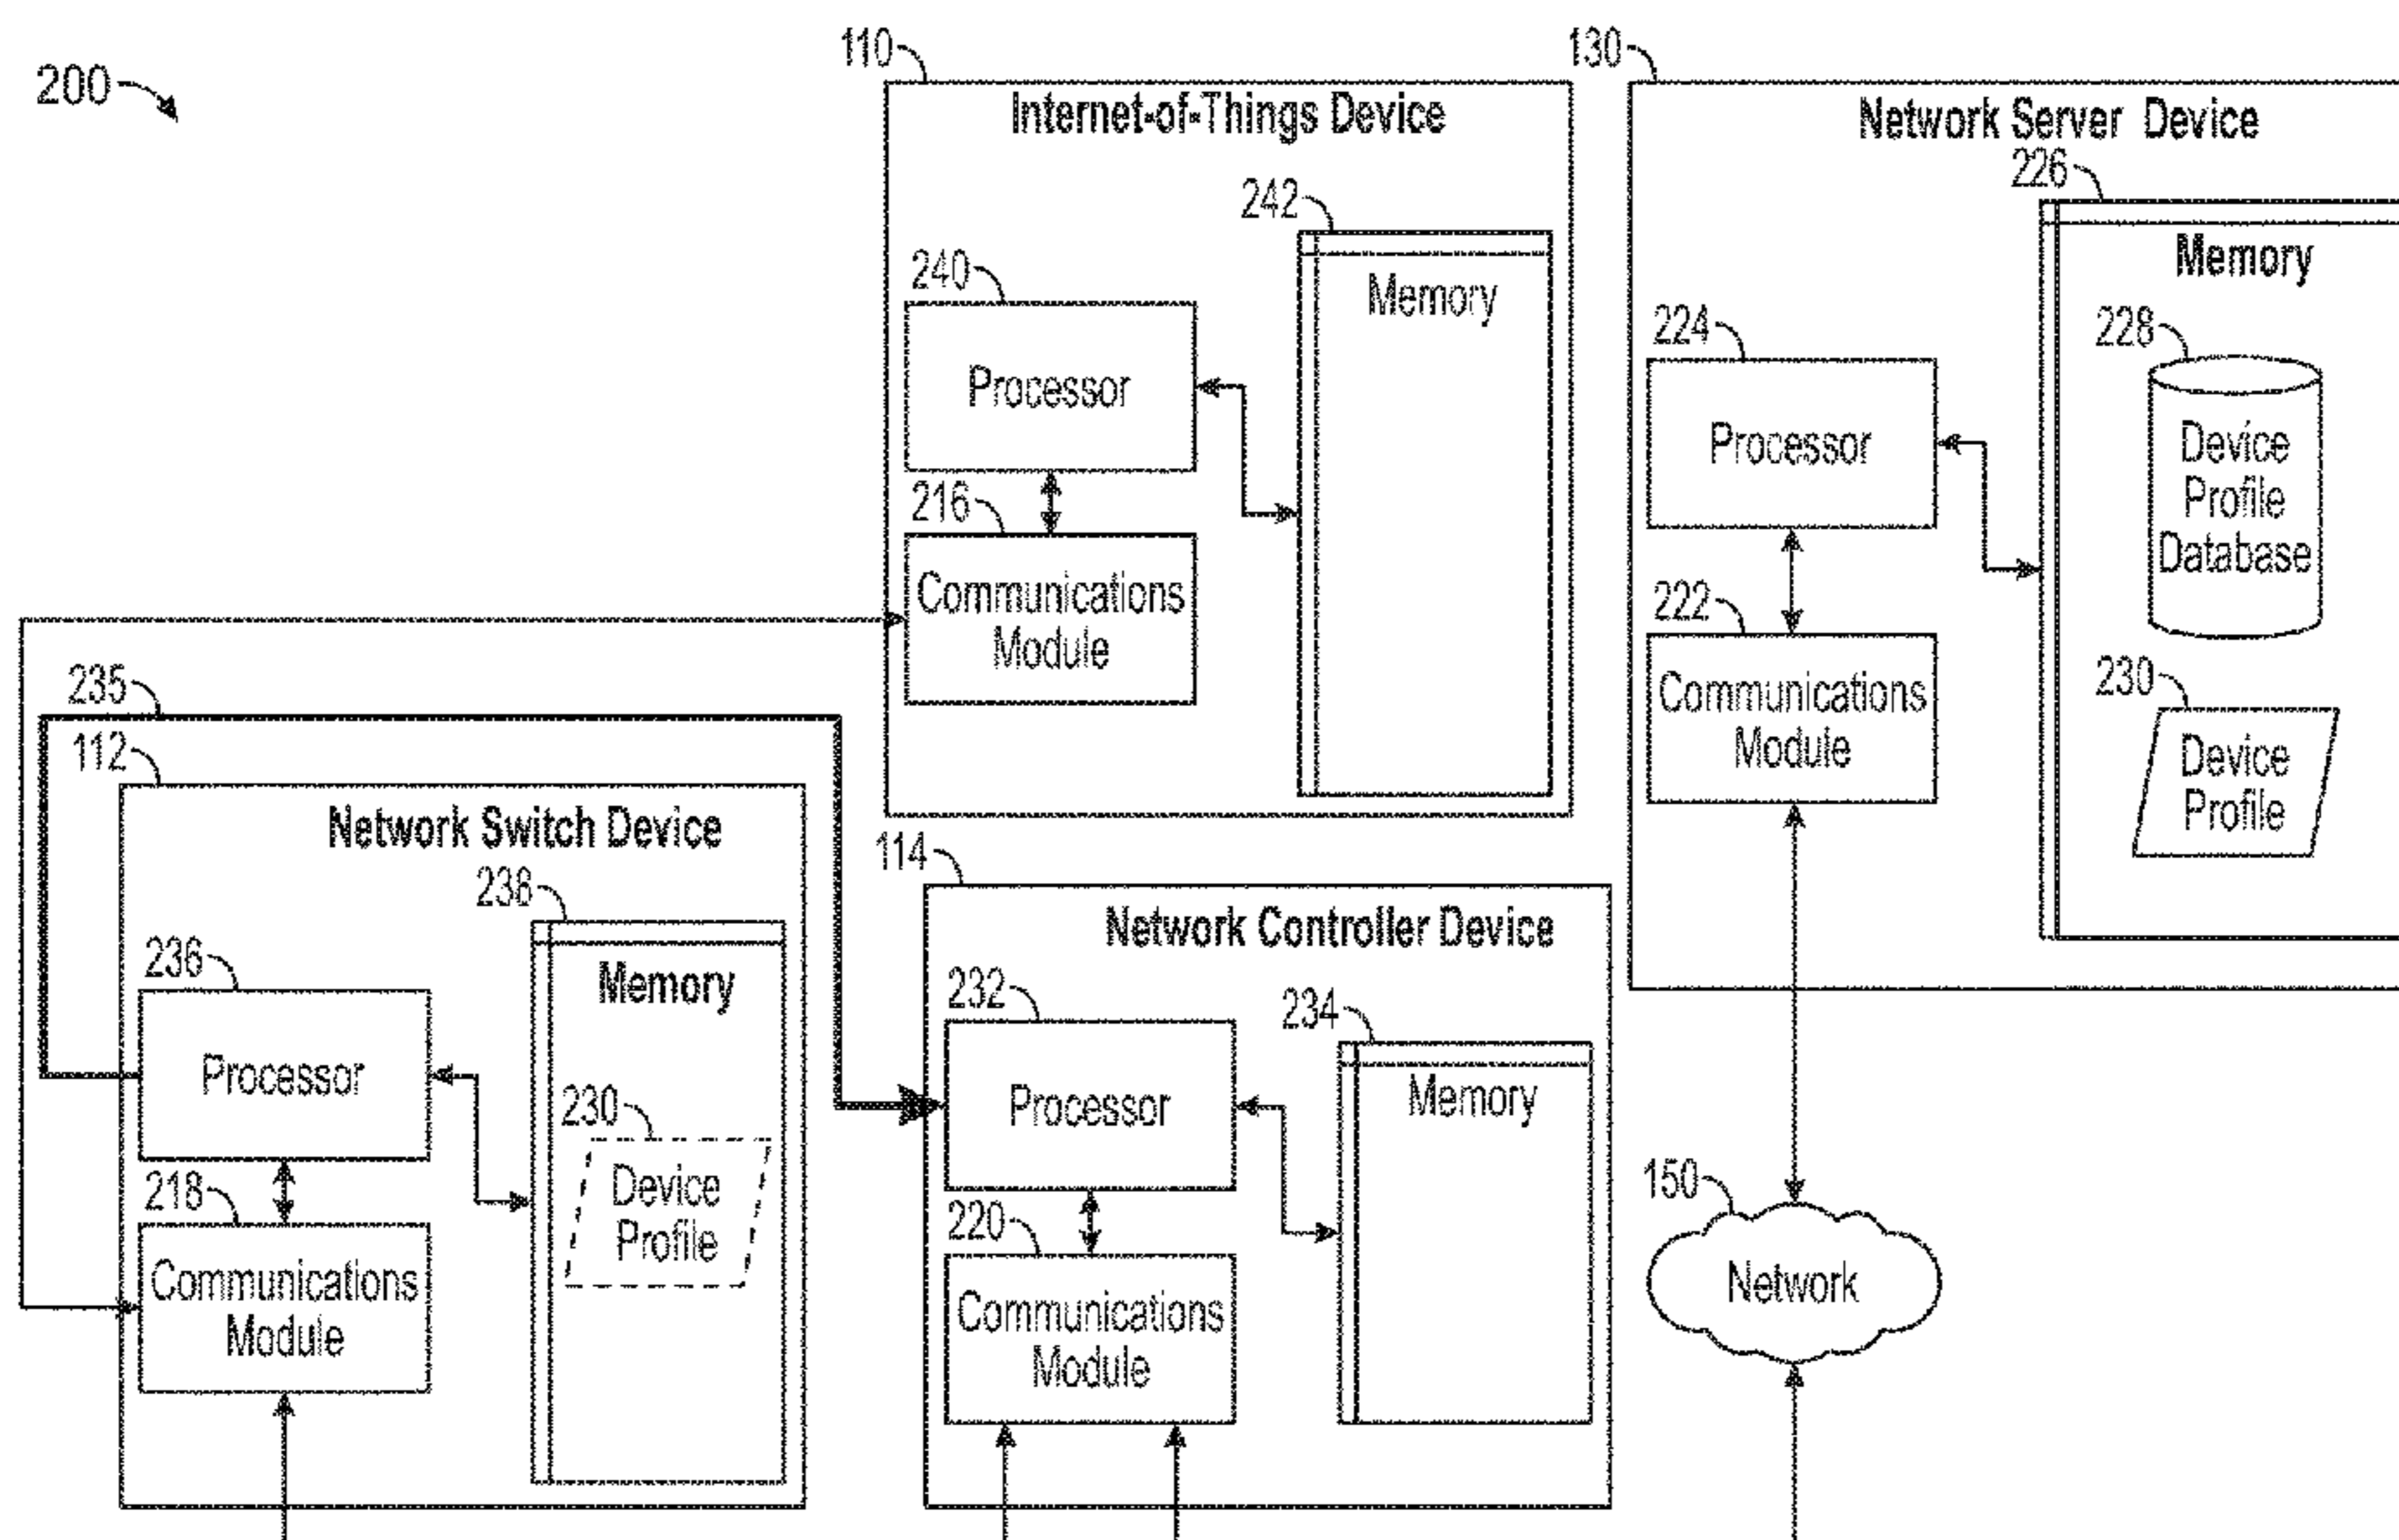 200
110
Internet-of-Things Device
242
Memory
240
Processor
216
Communications
Module
130
Network Server Device
226
Memory
224
Processor
228
Device
Profile
Database
222
Communications
Module
230
Device
Profile
235
112
Network Switch Device
238
Memory
236
Processor
230
Device
Profile
218
Communications
Module
114
Network Controller Device
232
Processor
234
Memory
220
Communications
Module
150
Network